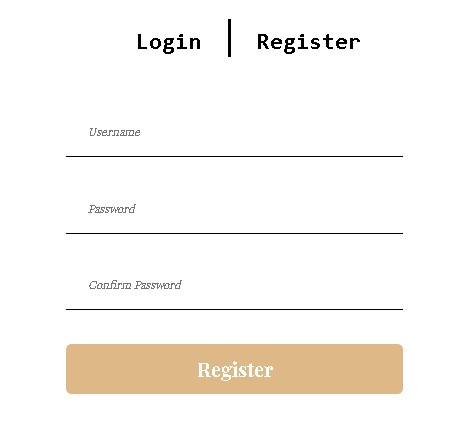 Login | Register
Username
Password
Confirm Password
Register